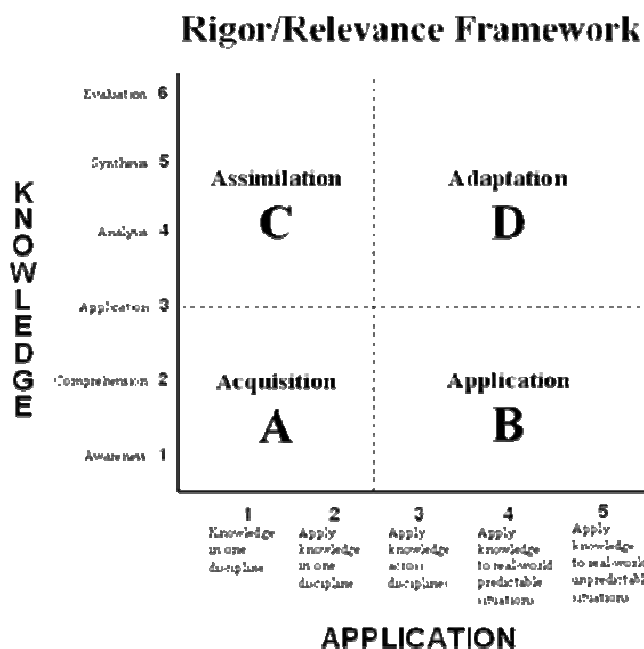 Rigor/Relevance Framework
KNOWLEDGE
Evaluation 6
Synthesis 5
Analysis 4
Application 3
Comprehension 2
Awareness 1
Assimilation
C
Adaptation
D
Acquisition
A
Application
B
1
Knowledge
in one
discipline
2
Apply
knowledge
in one
discipline
3
Apply
knowledge
across
disciplines
4
Apply
knowledge
to real-world
predictable
situations
5
Apply
knowledge
to real-world
unpredictable
situations
APPLICATION